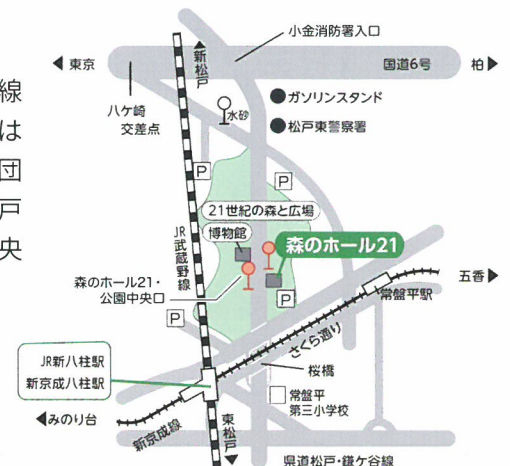 小金消防署入口
東京
国道6号
柏
新松戸
八ケ崎
交差点
水砂
ガソリンスタンド
松戸東警察署
線
は
団
戸
央
P
P
21世紀の森と広場
博物館
森のホール21
JR武蔵野線
森のホール21・
公園中央口
P
P
五香
常盤平駅
さくら通り
JR新八柱駅
新京成八柱駅
桜橋
常盤平
第三小学校
みのり台
新京成線
東松戸
県道松戸・鎌ケ谷線